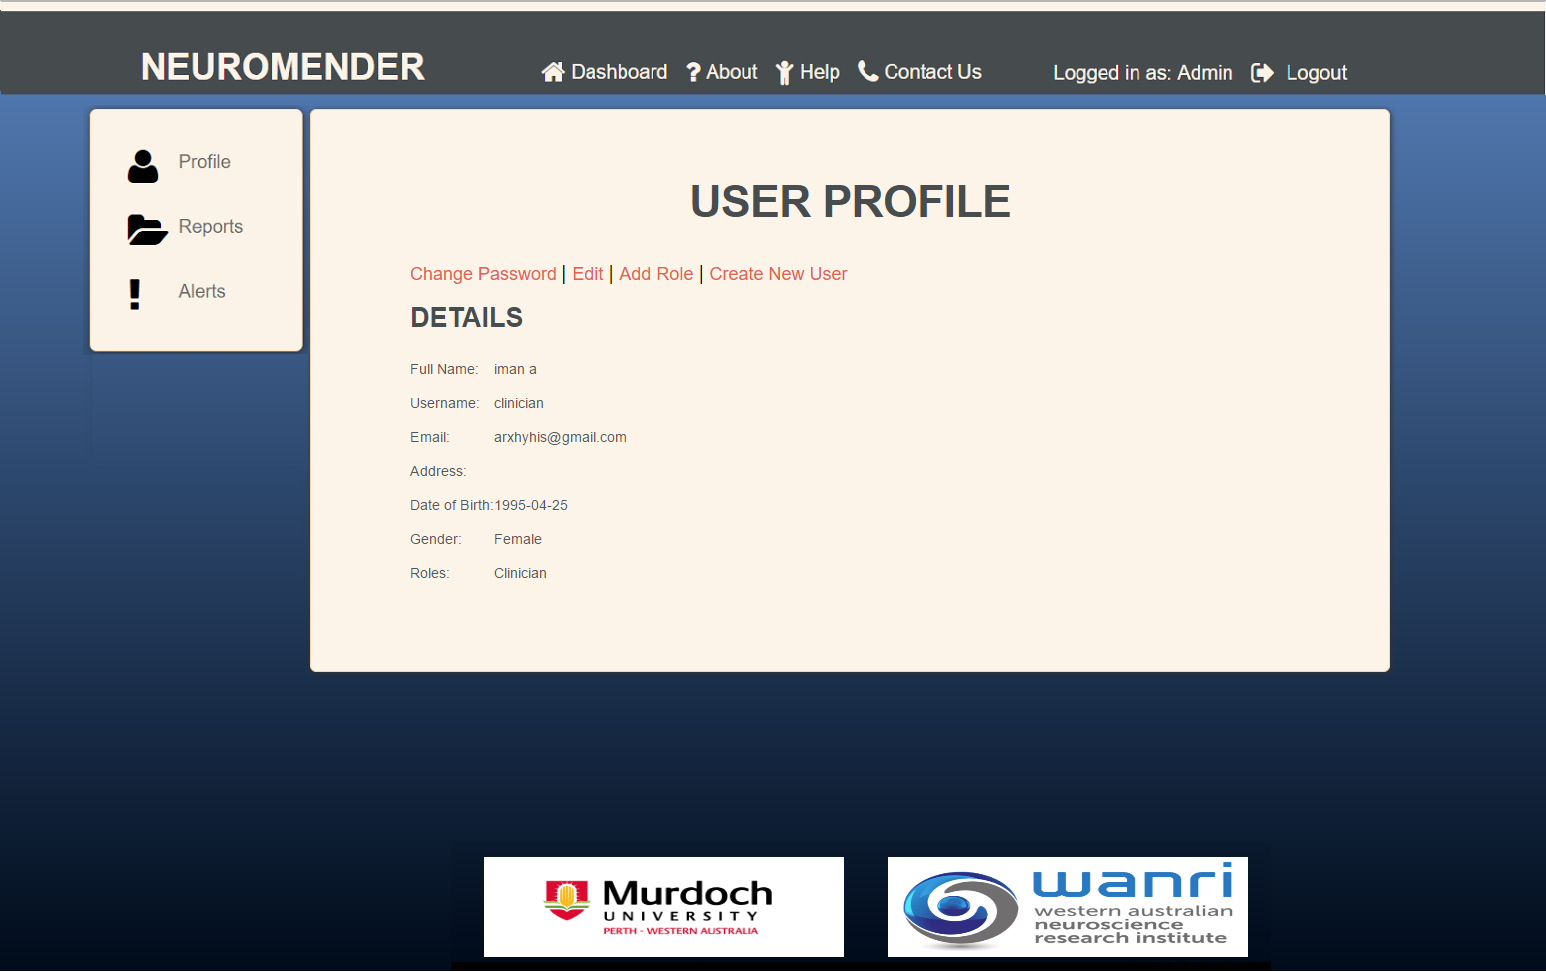 NEUROMENDER
Dashboard ? About Help Contact Us Logged in as: Admin Logout
Profile
Reports
! Alerts
USER PROFILE
Change Password | Edit | Add Role | Create New User
DETAILS
Full Name: iman a
Username: clinician
Email: arxhyhis@gmail.com
Address:
Date of Birth:1995-04-25
Gender: Female
Roles: Clinician
Murdoch
UNIVERSITY
PERTH - WESTERN AUSTRALIA
wanri
western australian
neuroscience
research institute